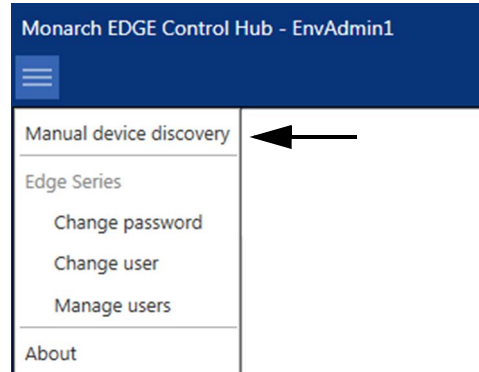 Monarch EDGE Control Hub - EnvAdmin1
Manual device discovery
Edge Series
Change password
Change user
Manage users
About